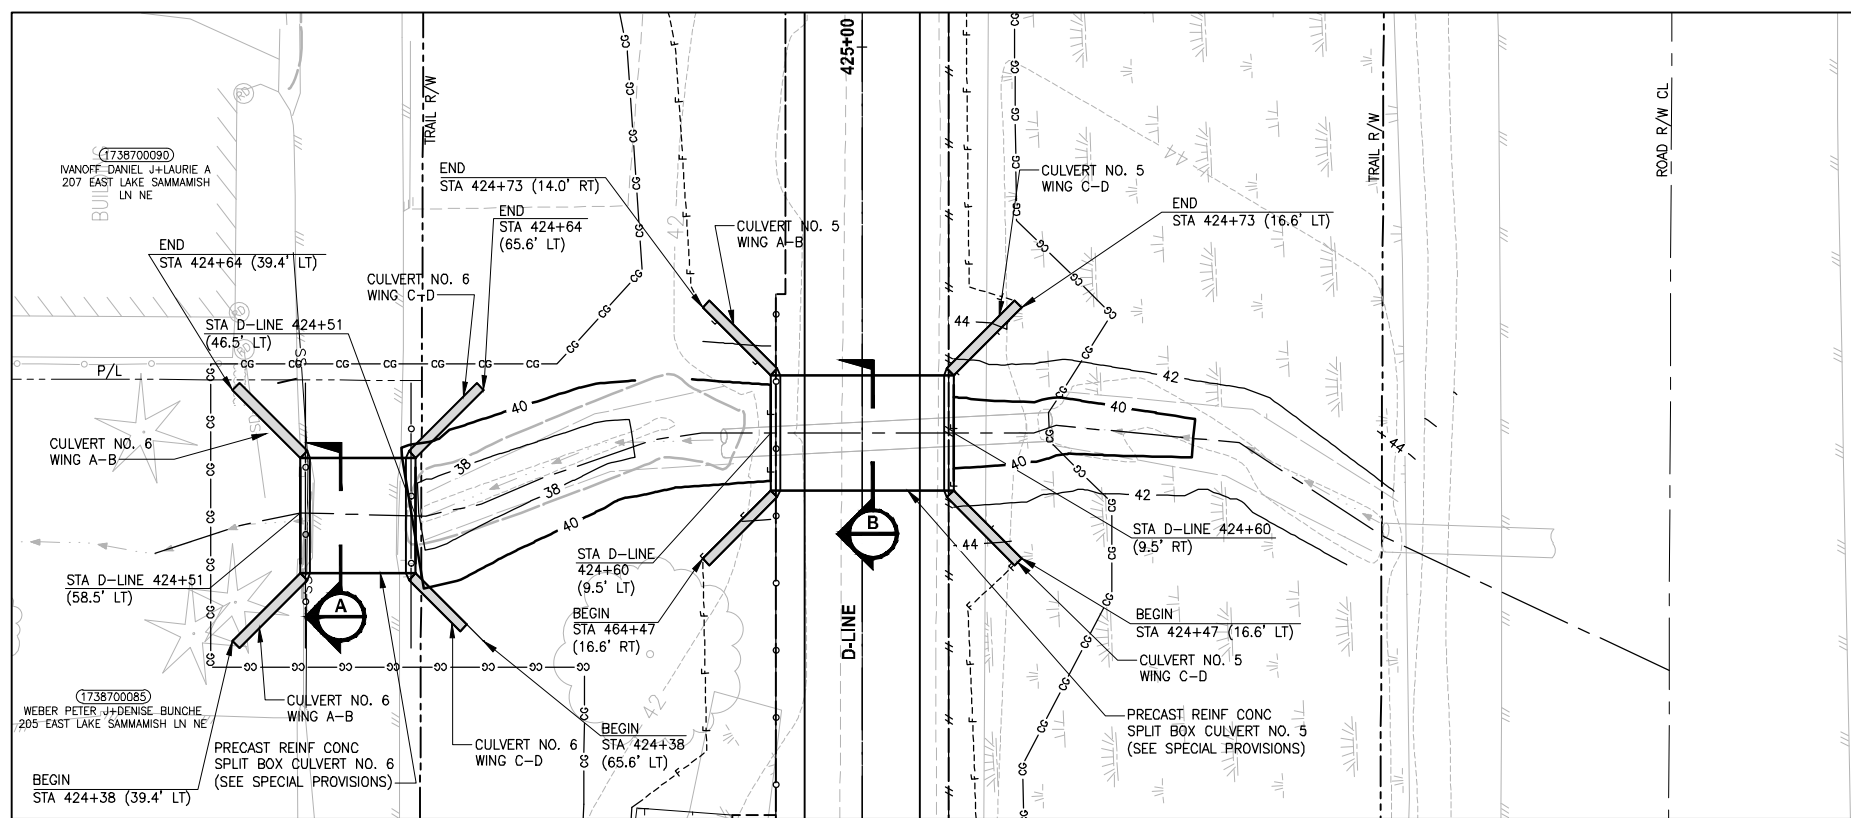 1738700090
IVANOFF DANIEL J+LAURIE A
207 EAST LAKE SAMMAMISH
LN NE
BUILDING
RD
TRAIL R/W
END
STA 424+73 (14.0' RT)
END
STA 424+64
(65.6' LT)
END
STA 424+64 (39.4' LT)
CULVERT NO. 6
WING C-D
STA D-LINE 424+51
(46.5' LT)
P/L
CULVERT NO. 6
WING A-B
STA D-LINE 424+51
(58.5' LT)
1738700085
WEBER PETER J+DENISE BUNCHE
205 EAST LAKE SAMMAMISH LN NE
BEGIN
STA 424+38 (39.4' LT)
CULVERT NO. 6
WING A-B
PRECAST REINF CONC
SPLIT BOX CULVERT NO. 6
(SEE SPECIAL PROVISIONS)
A
CULVERT NO. 6
WING C-D
BEGIN
STA 424+38
(65.6' LT)
40
38
38
40
42
42
CULVERT NO. 5
WING A-B
425+00
D-LINE
B
STA D-LINE
424+60
(9.5' LT)
BEGIN
STA 464+47
(16.6' RT)
CULVERT NO. 5
WING C-D
END
STA 424+73 (16.6' LT)
44
44
42
40
40
42
44
44
STA D-LINE 424+60
(9.5' RT)
BEGIN
STA 424+47 (16.6' LT)
CULVERT NO. 5
WING C-D
PRECAST REINF CONC
SPLIT BOX CULVERT NO. 5
(SEE SPECIAL PROVISIONS)
TRAIL R/W
ROAD R/W CL